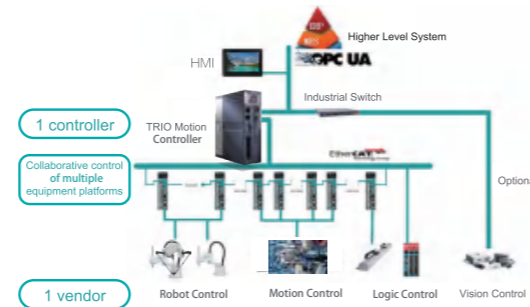 Higher Level System
OPC UA
HMI
Industrial Switch
1 controller
TRIO Motion
Controller
EtherCAT
Collaborative control
of multiple
equipment platforms
Option
1 vendor
Robot Control
Motion Control
Logic Control
Vision Control